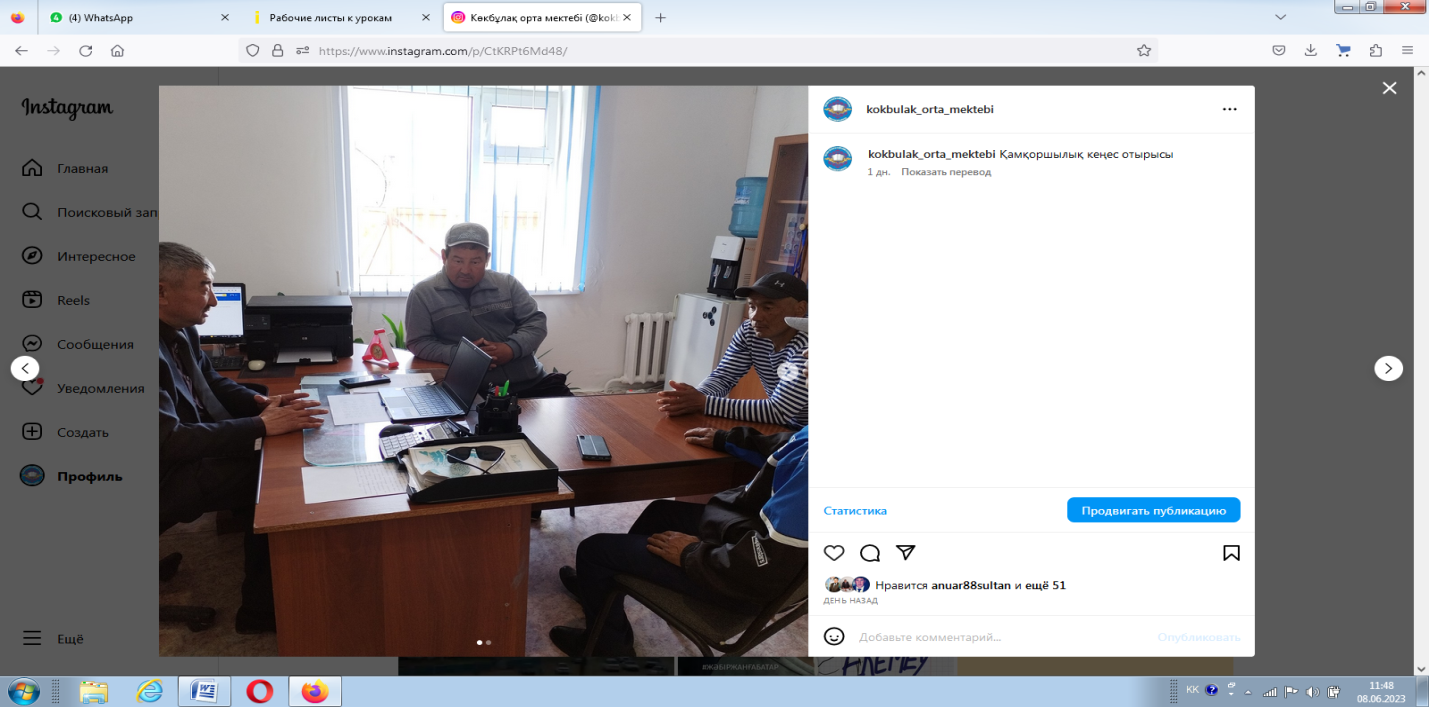 (4) WhatsApp
Рабочие листы к урокам
Көкбұлақ орта мектебі (@kokb
https://www.instagram.com/p/CtKRPt6Md48/
Instagram
Главная
Поисковый зап
Интересное
Reels
Сообщения
Уведомления
Создать
Профиль
Ещё
kokbulak_orta_mektebi
kokbulak_orta_mektebi Қамқоршылық кеңес отырысы
1 дн. Показать перевод
Статистика
Продвигать публикацию
Нравится anuar88sultan и ещё 51
ДЕНЬ НАЗАД
Добавьте комментарий...
Опубликовать
#ЖӘБІРЖАНҒАБАТАР
KK
11:48
08.06.2023